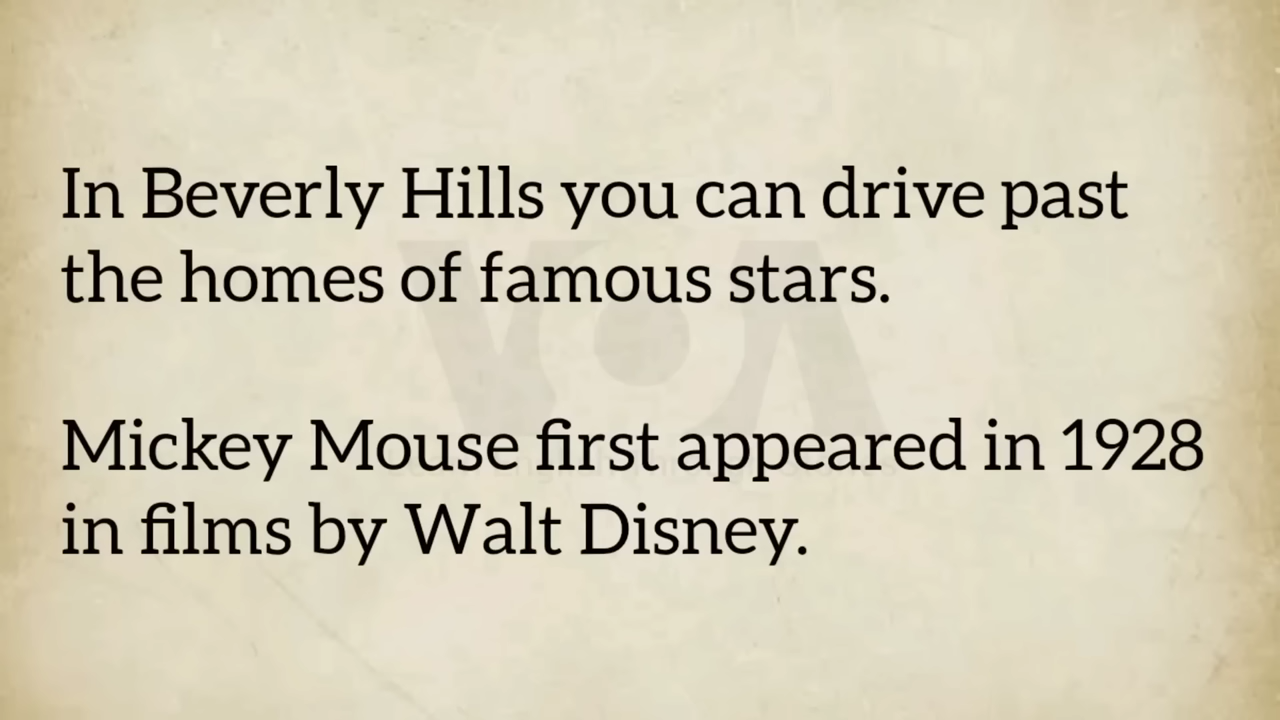 In Beverly Hills you can drive past
the homes of famous stars.
VOA
Mickey Mouse first appeared in 1928
in films by Walt Disney.